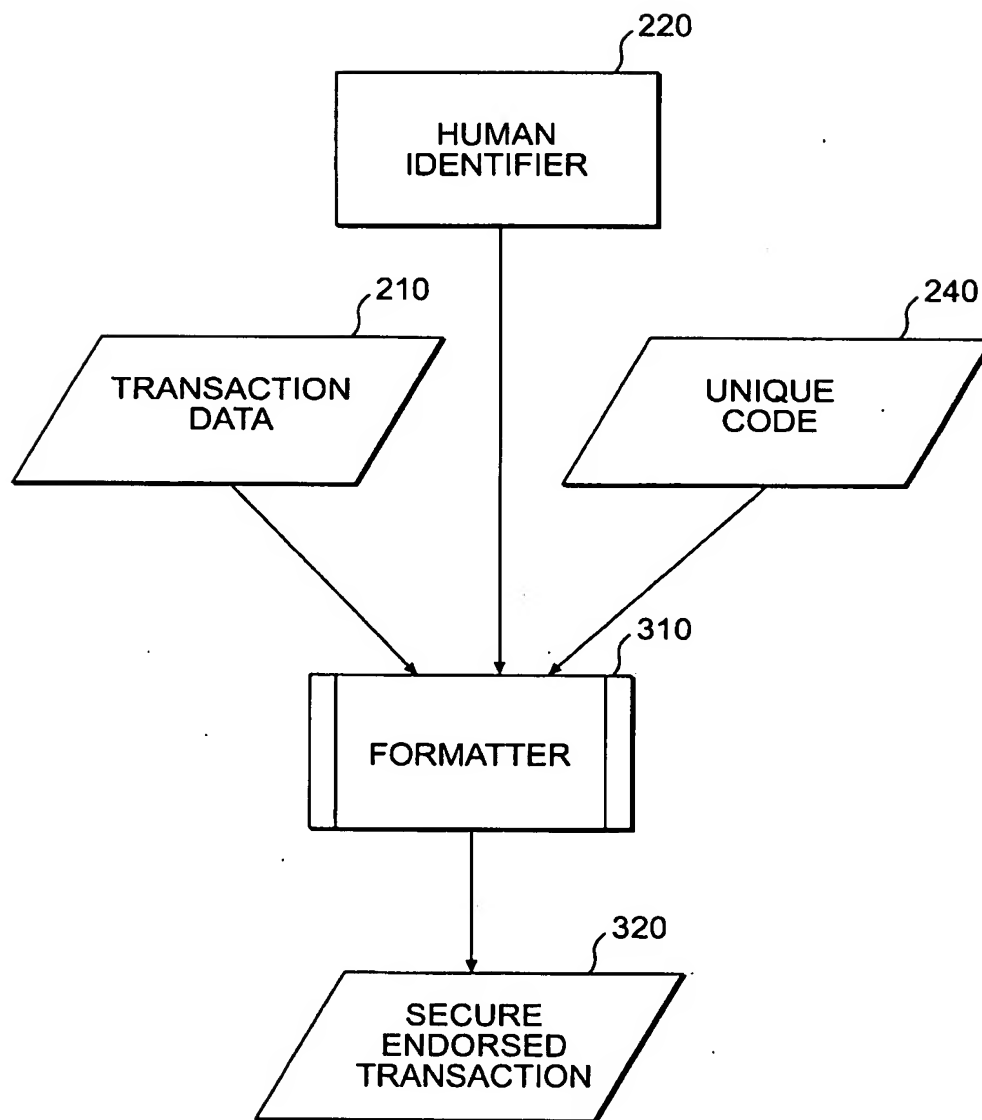 220
HUMAN
IDENTIFIER
210
240
TRANSACTION
DATA
UNIQUE
CODE
310
FORMATTER
320
SECURE
ENDORSED
TRANSACTION